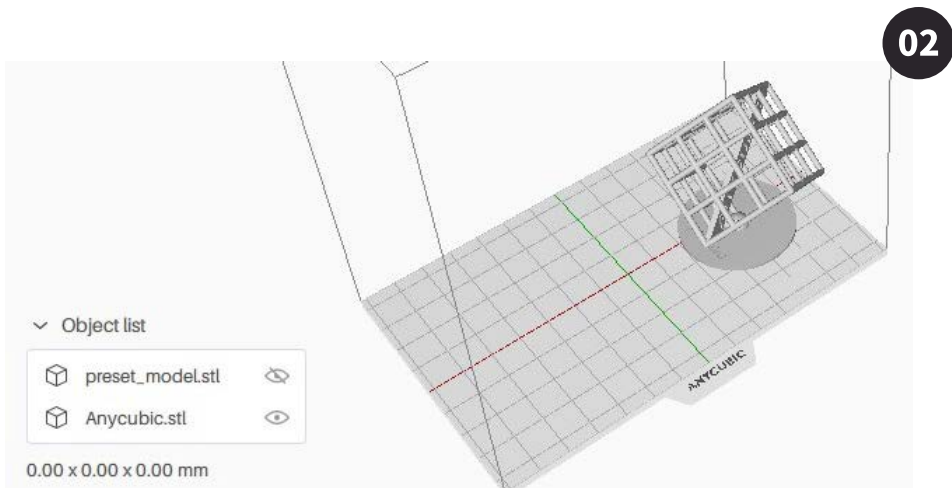 02
ANYCUBIC
Object list
preset_model.stl
Anycubic.stl
0.00 x 0.00 x 0.00 mm